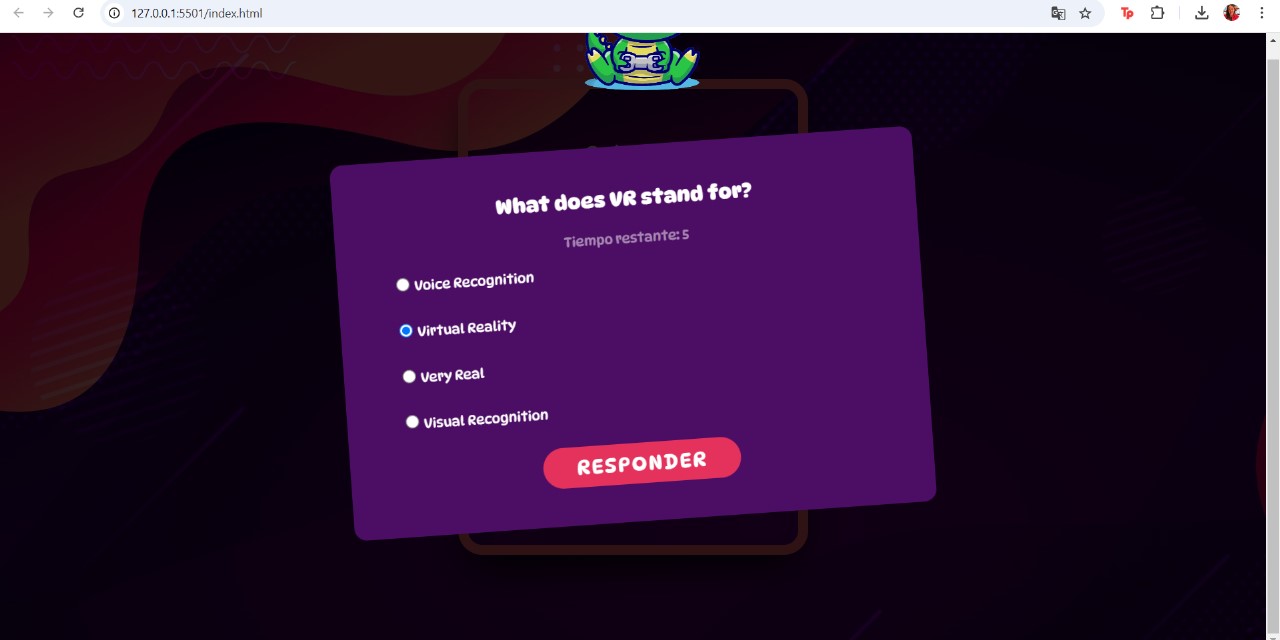 127.0.0.1:5501/index.html
Tp
What does VR stand for?
Tiempo restante: 5
Voice Recognition
Virtual Reality
Very Real
Visual Recognition
RESPONDER